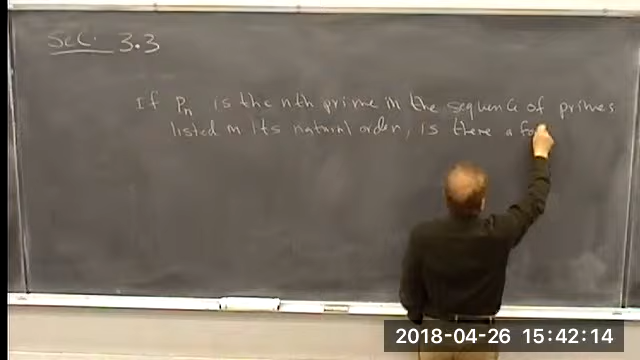 Sec. 3.3
If Pn is the nth prime in the sequence of primes
listed in its natural order, is there a fo
2018-04-26 15:42:14